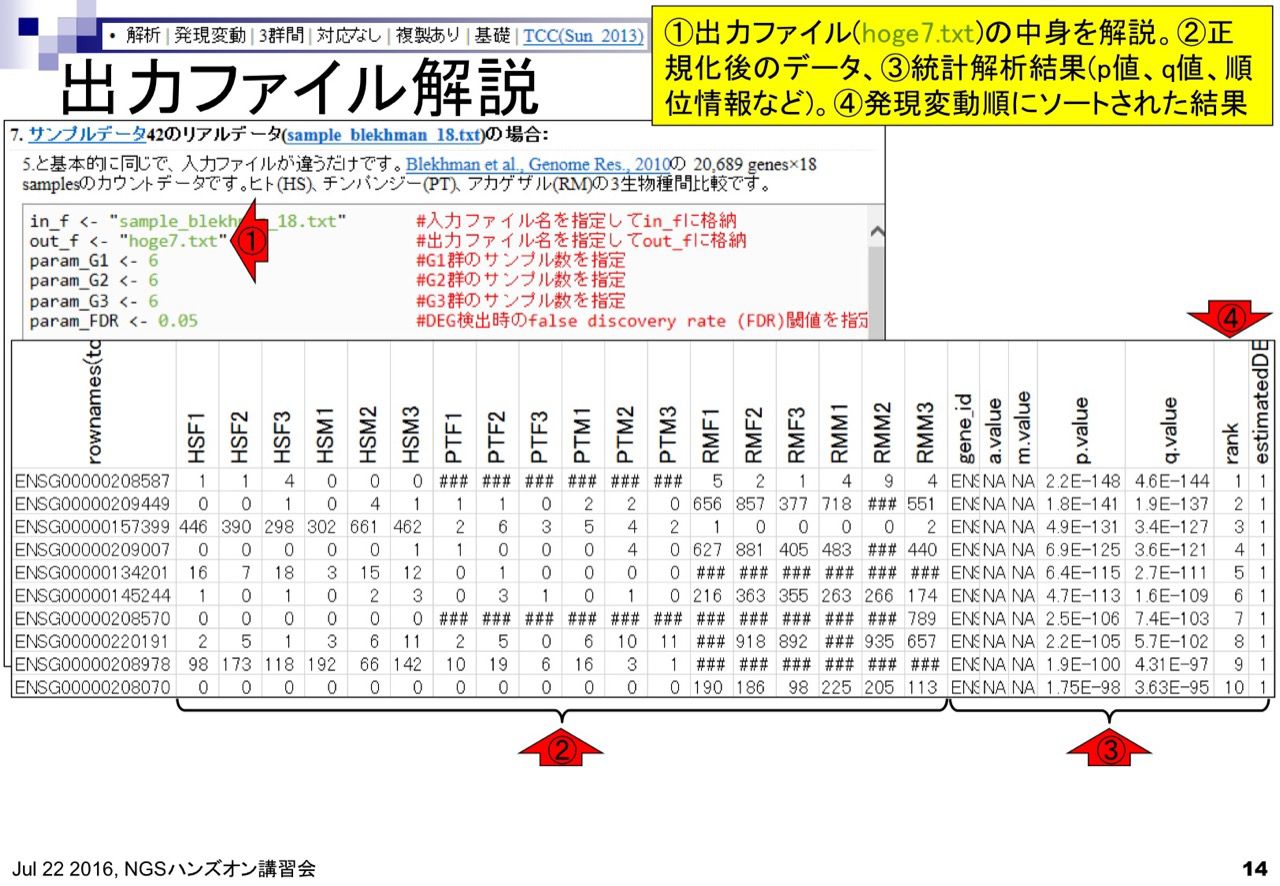 • 解析 | 発現変動 | 3群間 | 対応なし | 複製あり | 基礎 | TCC(Sun_2013)
出力ファイル解説
①出力ファイル(hoge7.txt)の中身を解説。②正
規化後のデータ、③統計解析結果(p値、q値、順
位情報など)。④発現変動順にソートされた結果
7. サンプルデータ42のリアルデータ(sample_blekhman_18.txt)の場合:
5.と基本的に同じで、入力ファイルが違うだけです。Blekhman et al., Genome Res., 2010の 20,689 genes×18
samplesのカウントデータです。ヒト(HS)、チンパンジー(PT)、アカゲザル(RM)の3生物種間比較です。
in_f <- "sample_blekhman_18.txt" #入力ファイル名を指定してin_fに格納
out_f <- "hoge7.txt" #出力ファイル名を指定してout_fに格納
①
param_G1 <- 6 #G1群のサンプル数を指定
param_G2 <- 6 #G2群のサンプル数を指定
param_G3 <- 6 #G3群のサンプル数を指定
param_FDR <- 0.05 #DEG検出時のfalse discovery rate (FDR)閾値を指定
④
rownames(tc HSF1 HSF2 HSF3 HSM1 HSM2 HSM3 PTF1 PTF2 PTF3 PTM1 PTM2 PTM3 RMF1 RMF2 RMF3 RMM1 RMM2 RMM3 gene_id a.value m.value p.value q.value rank estimatedDE
ENSG00000208587 1 1 4 0 0 0 ### ### ### ### ### ### 5 2 1 4 9 4 ENS NA NA 2.2E-148 4.6E-144 1 1
ENSG00000209449 0 0 1 0 4 1 1 1 0 2 2 0 656 857 377 718 ### 551 ENS NA NA 1.8E-141 1.9E-137 2 1
ENSG00000157399 446 390 298 302 661 462 2 6 3 5 4 2 1 0 0 0 0 2 ENS NA NA 4.9E-131 3.4E-127 3 1
ENSG00000209007 0 0 0 0 0 1 1 0 0 0 4 0 627 881 405 483 ### 440 ENS NA NA 6.9E-125 3.6E-121 4 1
ENSG00000134201 16 7 18 3 15 12 0 1 0 0 0 0 ### ### ### ### ### ### ENS NA NA 6.4E-115 2.7E-111 5 1
ENSG00000145244 1 0 1 0 2 3 0 3 1 0 1 0 216 363 355 263 266 174 ENS NA NA 4.7E-113 1.6E-109 6 1
ENSG00000208570 0 0 0 0 0 0 ### ### ### ### ### ### ### ### ### ### ### 789 ENS NA NA 2.5E-106 7.4E-103 7 1
ENSG00000220191 2 5 1 3 6 11 2 5 0 6 10 11 ### 918 892 ### 935 657 ENS NA NA 2.2E-105 5.7E-102 8 1
ENSG00000208978 98 173 118 192 66 142 10 19 6 16 3 1 ### ### ### ### ### ### ENS NA NA 1.9E-100 4.31E-97 9 1
ENSG00000208070 0 0 0 0 0 0 0 0 0 0 0 0 190 186 98 225 205 113 ENS NA NA 1.75E-98 3.63E-95 10 1
② ③
Jul 22 2016, NGSハンズオン講習会
14